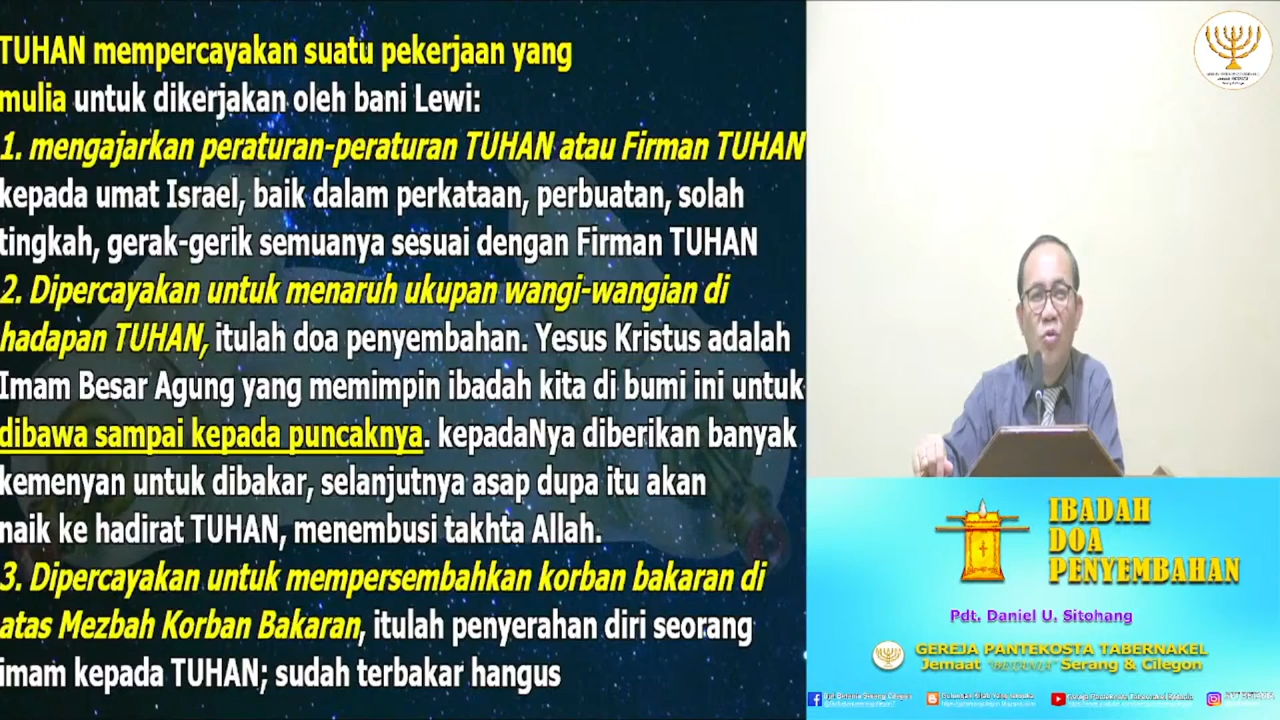 TUHAN mempercayakan suatu pekerjaan yang
mulia untuk dikerjakan oleh bani Lewi:
1. mengajarkan peraturan-peraturan TUHAN atau Firman TUHAN
kepada umat Israel, baik dalam perkataan, perbuatan, solah
tingkah, gerak-gerik semuanya sesuai dengan Firman TUHAN
2. Dipercayakan untuk menaruh ukupan wangi-wangian di
hadapan TUHAN, itulah doa penyembahan. Yesus Kristus adalah
Imam Besar Agung yang memimpin ibadah kita di bumi ini untuk
dibawa sampai kepada puncaknya. kepadaNya diberikan banyak
kemenyan untuk dibakar, selanjutnya asap dupa itu akan
naik ke hadirat TUHAN, menembusi takhta Allah.
3. Dipercayakan untuk mempersembahkan korban bakaran di
atas Mezbah Korban Bakaran, itulah penyerahan diri seorang
imam kepada TUHAN; sudah terbakar hangus
IBADAH
DOA
PENYEMBAHAN
Pdt. Daniel U. Sitohang
GEREJA PANTEKOSTA TABERNAKEL
Jemaat "BETANIA" Serang & Cilegon